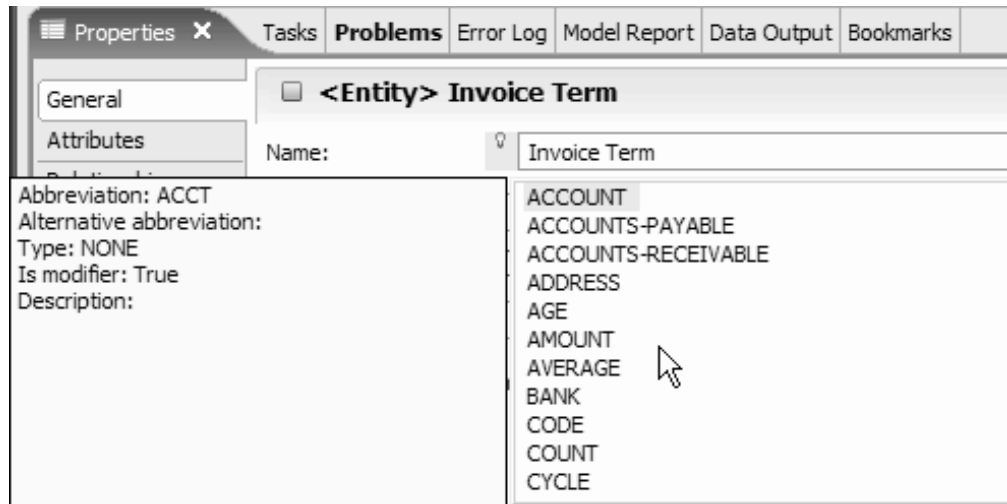 Properties Tasks Problems Error Log Model Report Data Output Bookmarks
General
<Entity> Invoice Term
Attributes
Name: Invoice Term
Abbreviation: ACCT
Alternative abbreviation:
Type: NONE
Is modifier: True
Description:
ACCOUNT
ACCOUNTS-PAYABLE
ACCOUNTS-RECEIVABLE
ADDRESS
AGE
AMOUNT
AVERAGE
BANK
CODE
COUNT
CYCLE